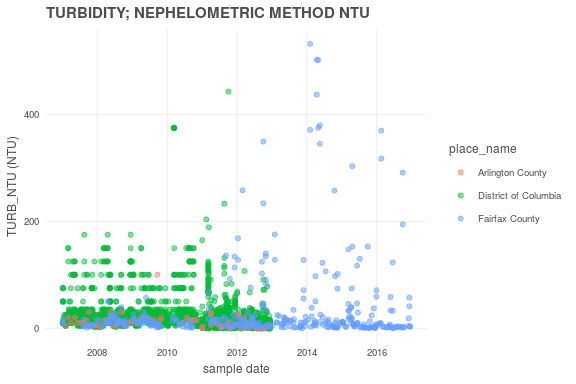 TURBIDITY; NEPHELOMETRIC METHOD NTU
TURB_NTU (NTU)
400
200
0
2008
2010
2012
2014
2016
sample date
place_name
Arlington County
District of Columbia
Fairfax County